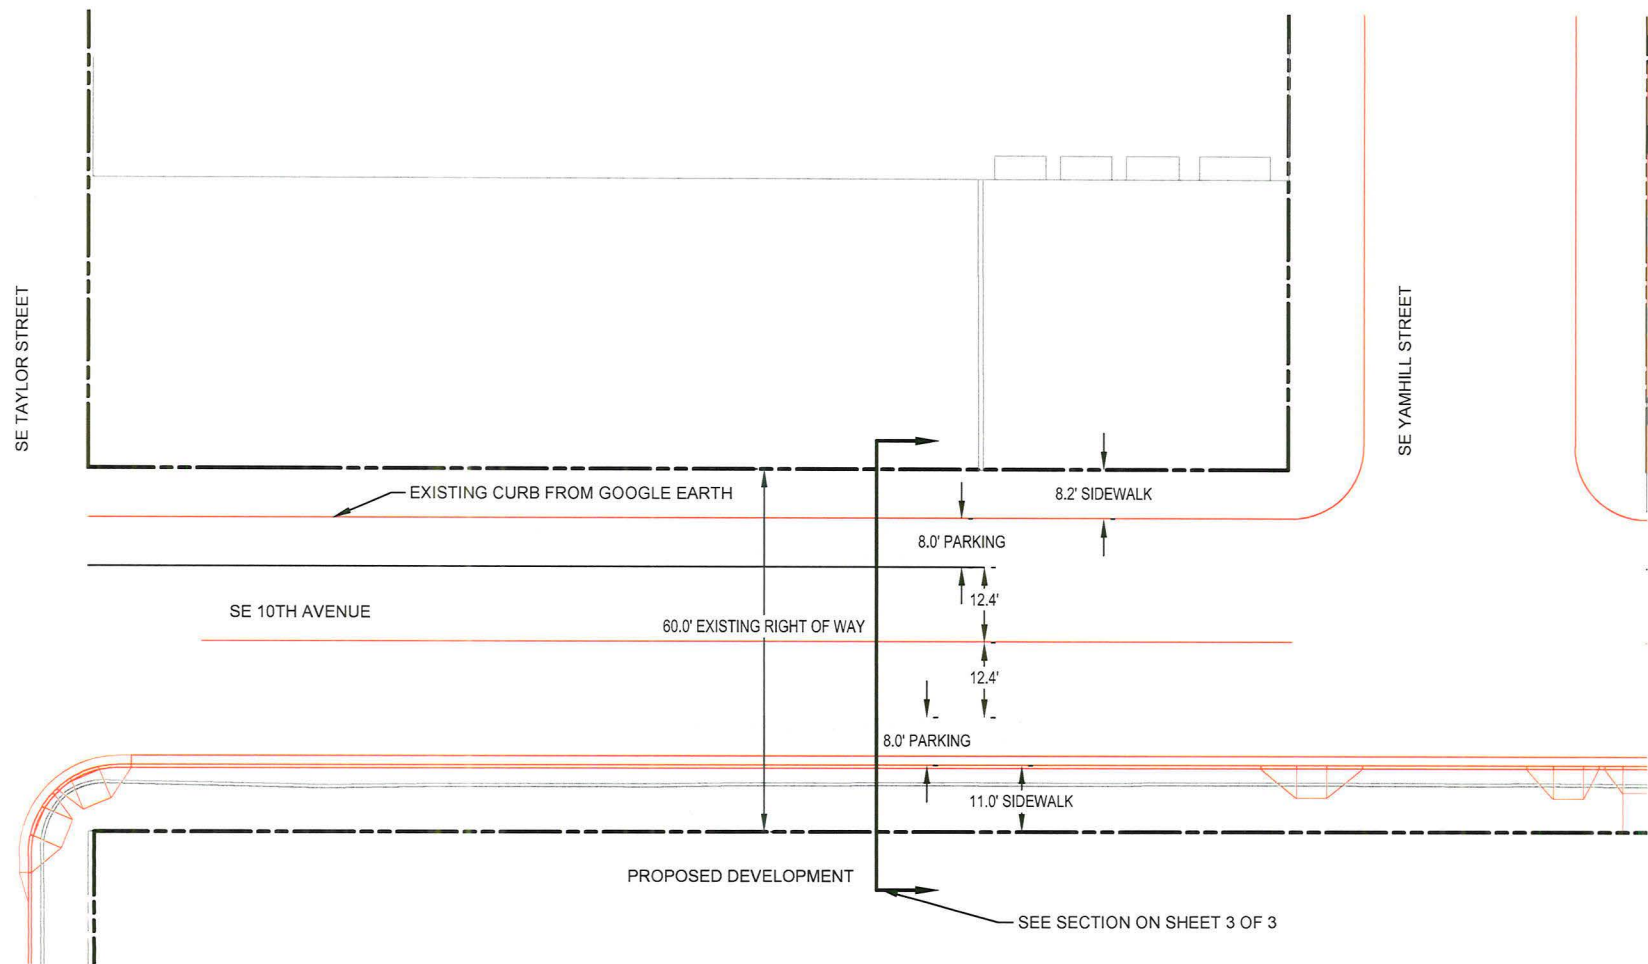 SE TAYLOR STREET
SE YAMHILL STREET
EXISTING CURB FROM GOOGLE EARTH
8.2' SIDEWALK
8.0' PARKING
SE 10TH AVENUE
12.4'
60.0' EXISTING RIGHT OF WAY
12.4'
8.0' PARKING
11.0' SIDEWALK
PROPOSED DEVELOPMENT
SEE SECTION ON SHEET 3 OF 3